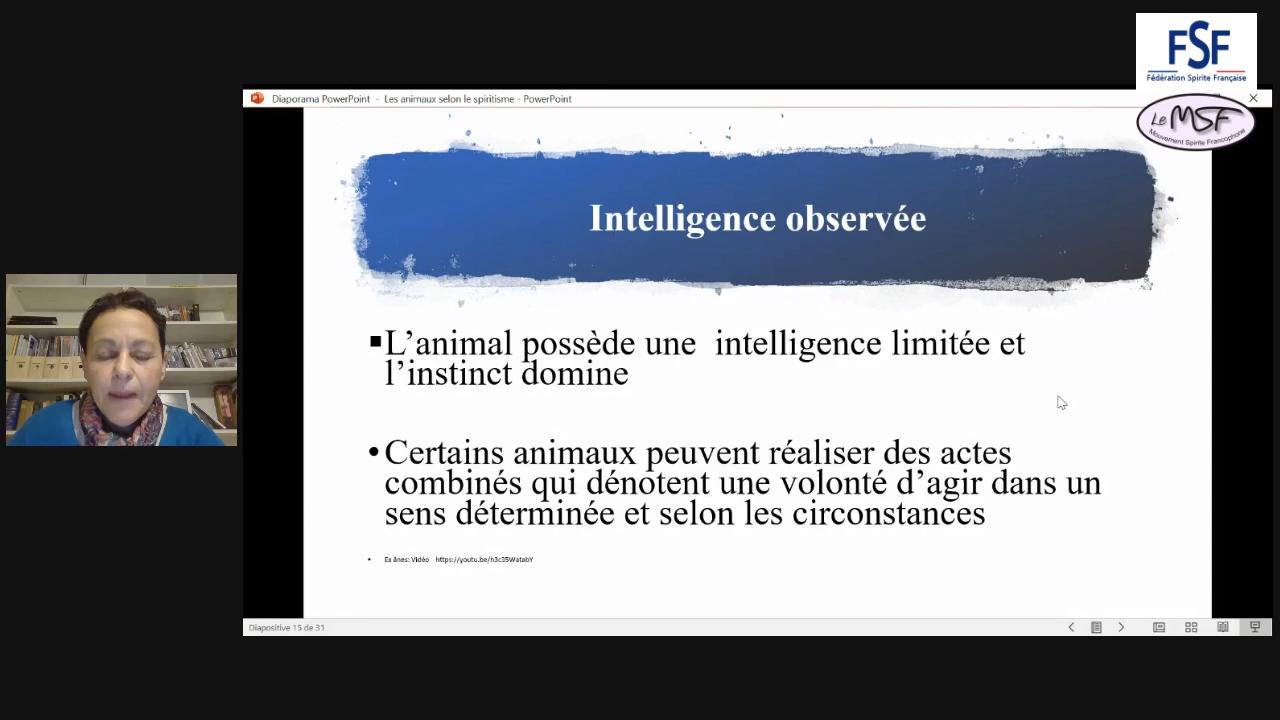 FSF
Fédération Spirite Française
Le MSF
Mouvement Spirite Francophone
Diaporama PowerPoint - Les animaux selon le spiritisme - PowerPoint
Intelligence observée
▪L’animal possède une intelligence limitée et
l’instinct domine
•Certains animaux peuvent réaliser des actes
combinés qui dénotent une volonté d’agir dans un
sens déterminée et selon les circonstances
• Ex ânes: Vidéo https://youtu.be/h3c35WatabY
Diapositive 15 de 31